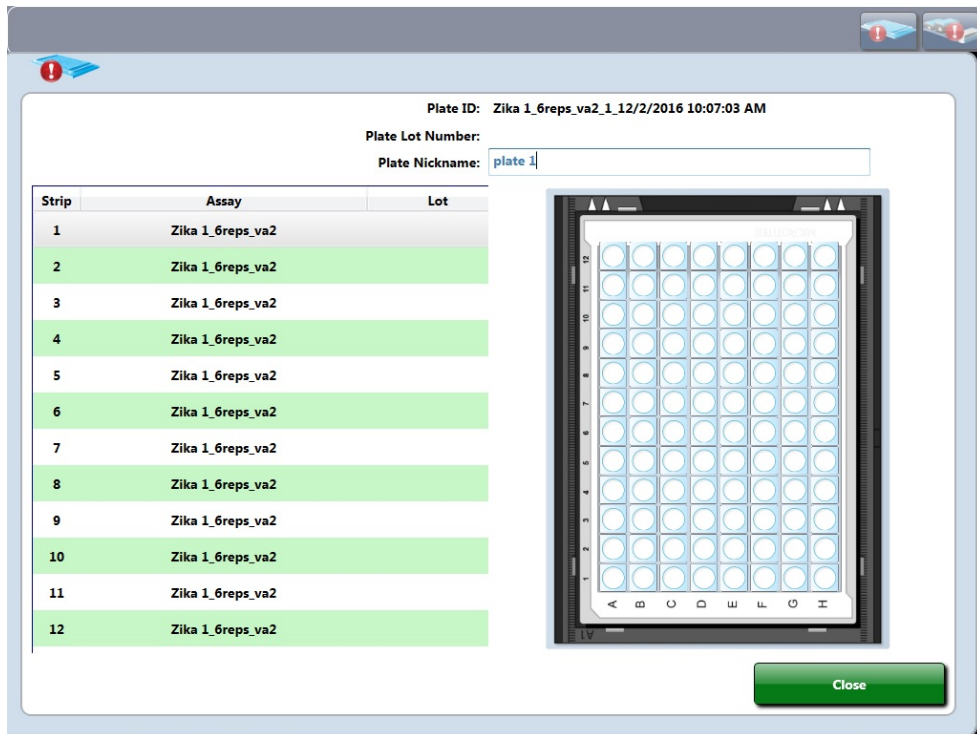 Plate ID: Zika 1_6reps_va2_1_12/2/2016 10:07:03 AM
Plate Lot Number:
Plate Nickname: plate 1
Strip Assay Lot
1 Zika 1_6reps_va2
2 Zika 1_6reps_va2
3 Zika 1_6reps_va2
4 Zika 1_6reps_va2
5 Zika 1_6reps_va2
6 Zika 1_6reps_va2
7 Zika 1_6reps_va2
8 Zika 1_6reps_va2
9 Zika 1_6reps_va2
10 Zika 1_6reps_va2
11 Zika 1_6reps_va2
12 Zika 1_6reps_va2
12
11
10
9
8
7
6
5
4
3
2
1
A B C D E F G H
A1
Close